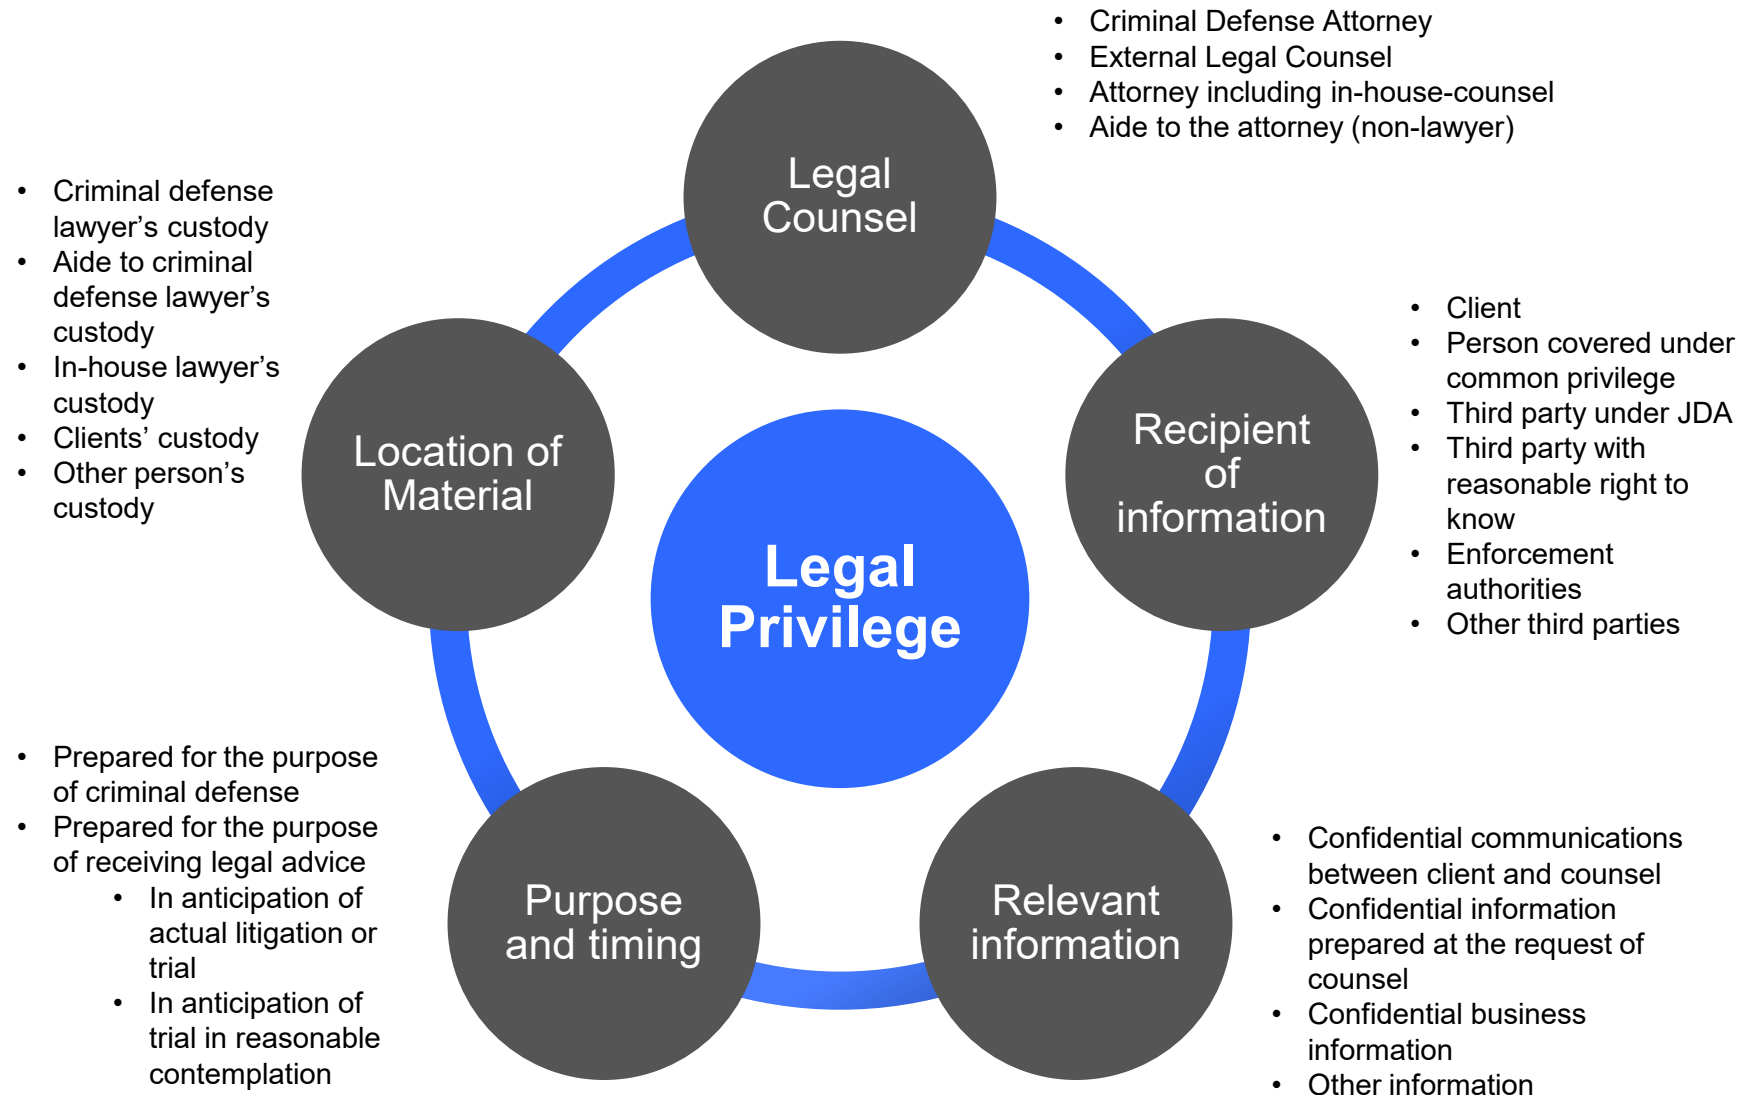 • Criminal Defense Attorney
• External Legal Counsel
• Attorney including in-house-counsel
• Aide to the attorney (non-lawyer)
Legal
Counsel
• Criminal defense
lawyer’s custody
• Aide to criminal
defense lawyer’s
custody
• In-house lawyer’s
custody
• Clients’ custody
• Other person’s
custody
Location of
Material
Recipient
of
information
• Client
• Person covered under
common privilege
• Third party under JDA
• Third party with
reasonable right to
know
• Enforcement
authorities
• Other third parties
Legal
Privilege
• Prepared for the purpose
of criminal defense
• Prepared for the purpose
of receiving legal advice
• In anticipation of
actual litigation or
trial
• In anticipation of
trial in reasonable
contemplation
Purpose
and timing
Relevant
information
• Confidential communications
between client and counsel
• Confidential information
prepared at the request of
counsel
• Confidential business
information
• Other information